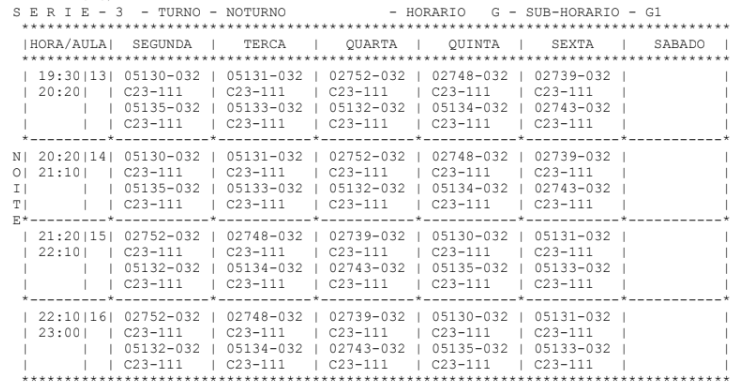 S E R I E - 3  - TURNO - NOTURNO            - HORARIO   G - SUB-HORARIO - G1
*************************************************************************
|HORA/AULA|  SEGUNDA  |   TERCA   |   QUARTA  |   QUINTA  |   SEXTA   |   SABADO  |
*************************************************************************
| 19:30|13| 05130-032 | 05131-032 | 02752-032 | 02748-032 | 02739-032 |           |
| 20:20|  | C23-111   | C23-111   | C23-111   | C23-111   | C23-111   |           |
|      |  | 05135-032 | 05133-032 | 05132-032 | 05134-032 | 02743-032 |           |
|      |  | C23-111   | C23-111   | C23-111   | C23-111   | C23-111   |           |
*---------*-----------*-----------*-----------*-----------*-----------*-----------*
N| 20:20|14| 05130-032 | 05131-032 | 02752-032 | 02748-032 | 02739-032 |           |
O| 21:10|  | C23-111   | C23-111   | C23-111   | C23-111   | C23-111   |           |
I|      |  | 05135-032 | 05133-032 | 05132-032 | 05134-032 | 02743-032 |           |
T|      |  | C23-111   | C23-111   | C23-111   | C23-111   | C23-111   |           |
E*---------*-----------*-----------*-----------*-----------*-----------*-----------*
| 21:20|15| 02752-032 | 02748-032 | 02739-032 | 05130-032 | 05131-032 |           |
| 22:10|  | C23-111   | C23-111   | C23-111   | C23-111   | C23-111   |           |
|      |  | 05132-032 | 05134-032 | 02743-032 | 05135-032 | 05133-032 |           |
|      |  | C23-111   | C23-111   | C23-111   | C23-111   | C23-111   |           |
*---------*-----------*-----------*-----------*-----------*-----------*-----------*
| 22:10|16| 02752-032 | 02748-032 | 02739-032 | 05130-032 | 05131-032 |           |
| 23:00|  | C23-111   | C23-111   | C23-111   | C23-111   | C23-111   |           |
|      |  | 05132-032 | 05134-032 | 02743-032 | 05135-032 | 05133-032 |           |
|      |  | C23-111   | C23-111   | C23-111   | C23-111   | C23-111   |           |
*************************************************************************